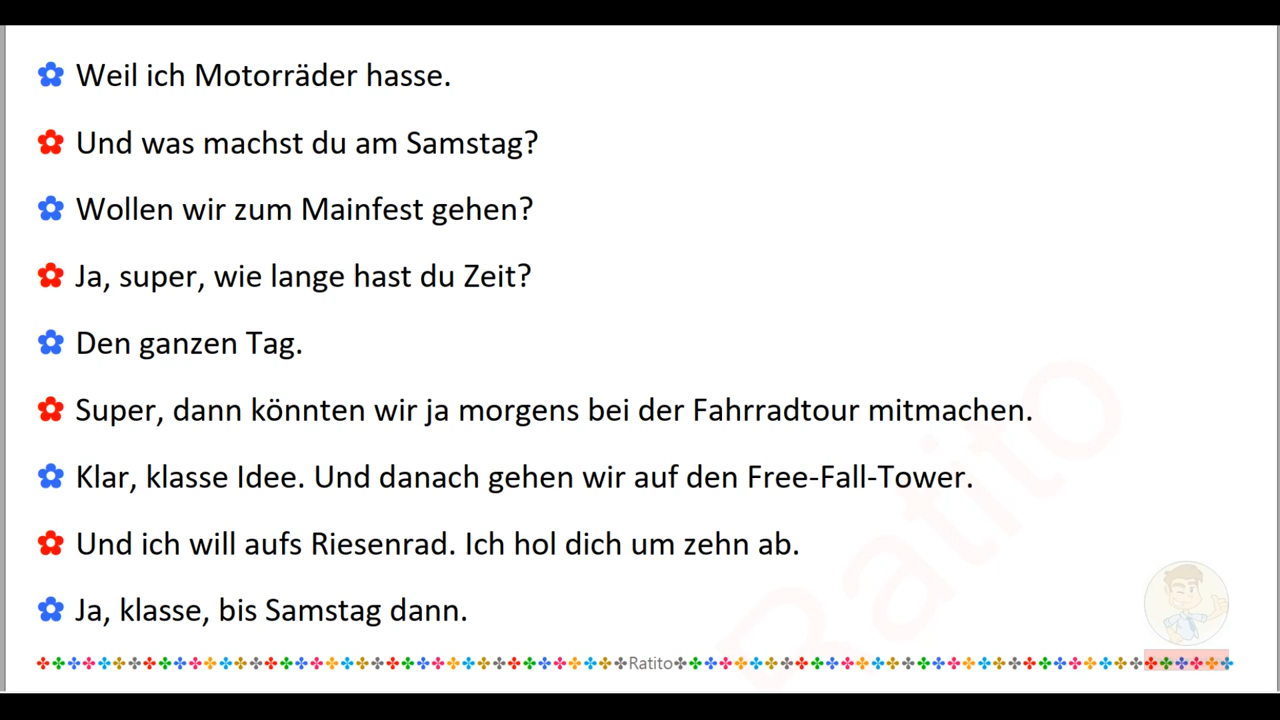 Weil ich Motorräder hasse.
Und was machst du am Samstag?
Wollen wir zum Mainfest gehen?
Ja, super, wie lange hast du Zeit?
Den ganzen Tag.
Super, dann könnten wir ja morgens bei der Fahrradtour mitmachen.
Klar, klasse Idee. Und danach gehen wir auf den Free-Fall-Tower.
Und ich will aufs Riesenrad. Ich hol dich um zehn ab.
Ja, klasse, bis Samstag dann.
Ratito
Ratito